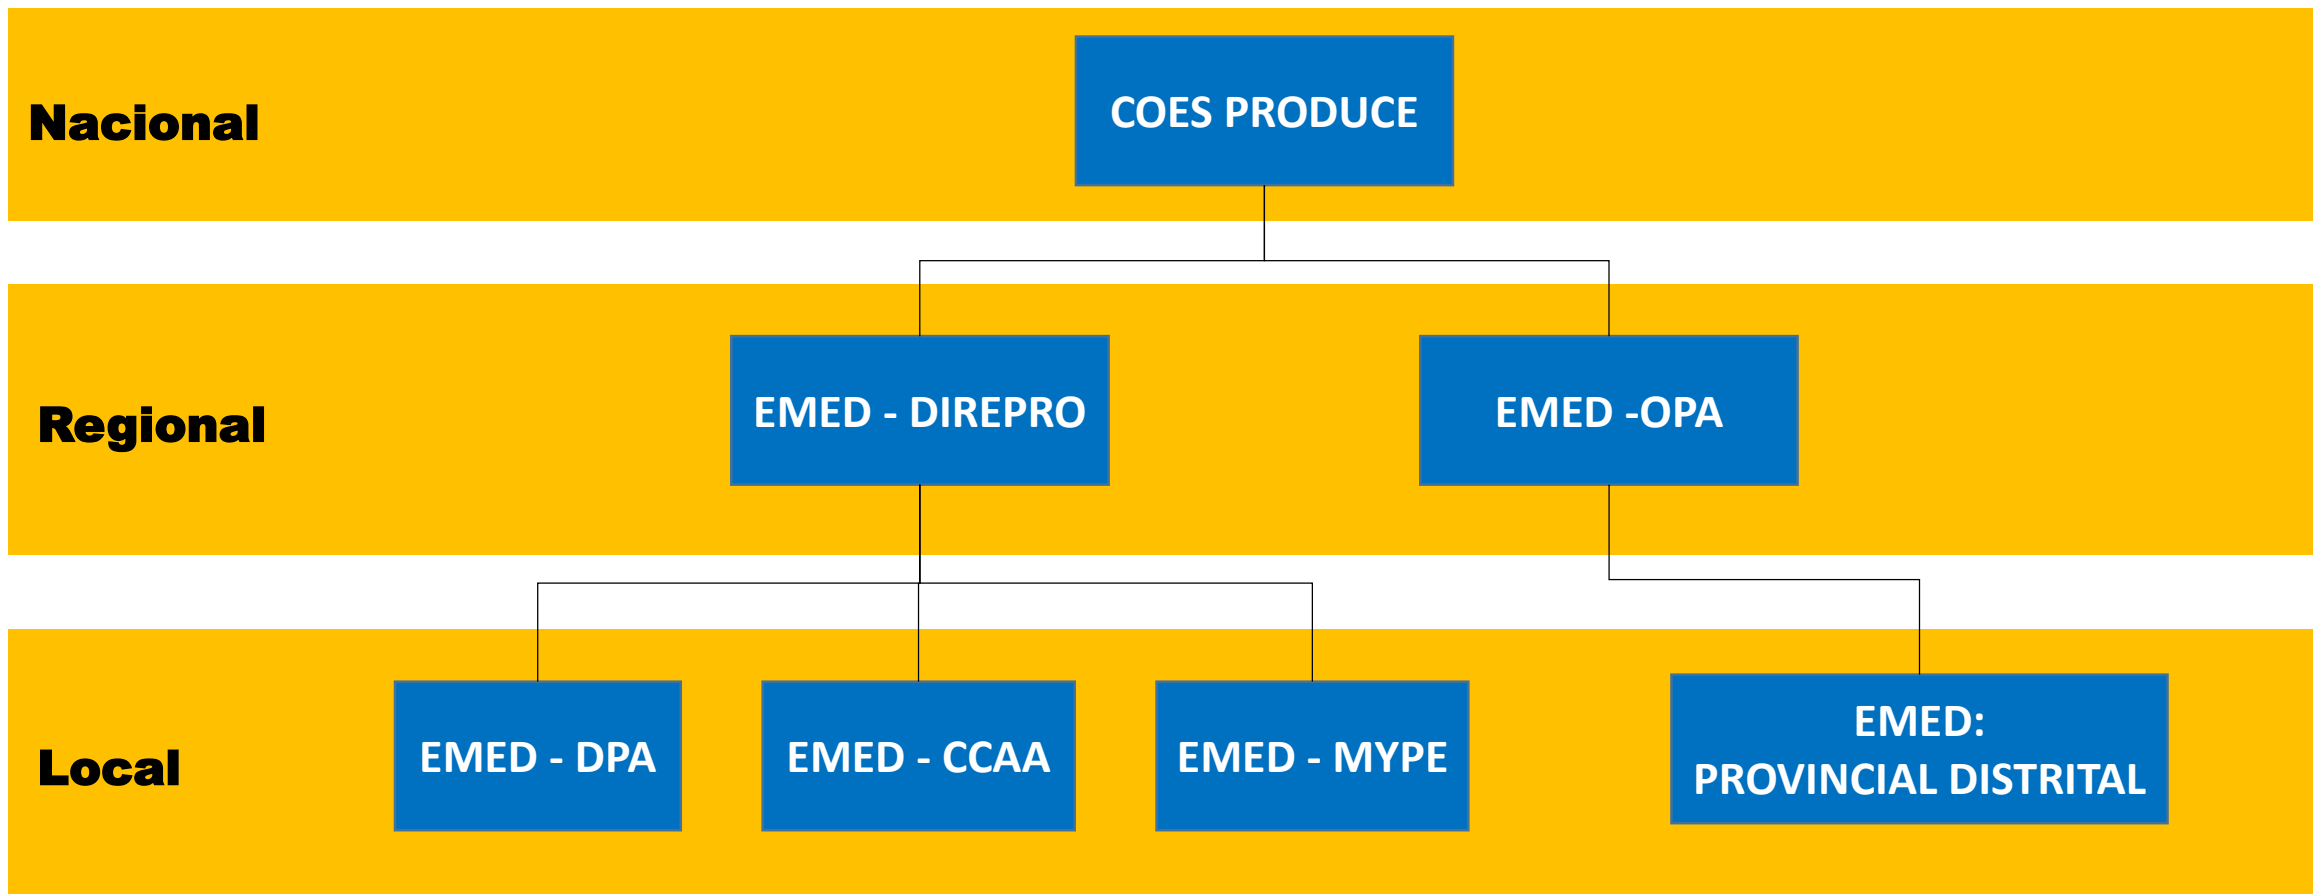 Nacional
COES PRODUCE
Regional
EMED - DIREPRO
EMED -OPA
Local
EMED - DPA
EMED - CCAA
EMED - MYPE
EMED:
PROVINCIAL DISTRITAL